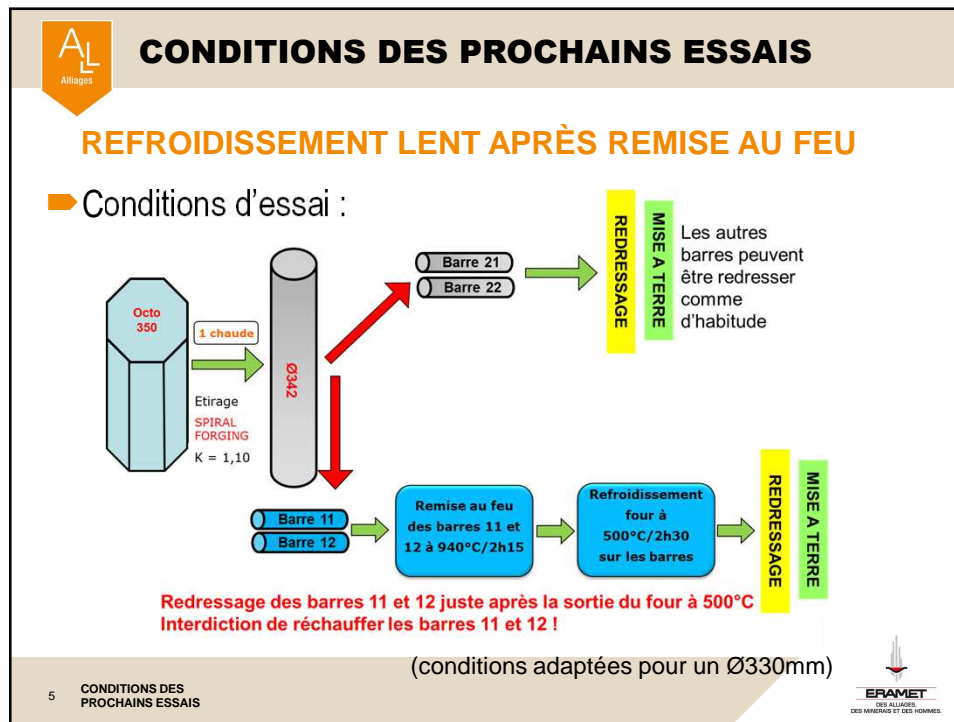 ALL
Alliages
CONDITIONS DES PROCHAINS ESSAIS
REFROIDISSEMENT LENT APRÈS REMISE AU FEU
Conditions d'essai :
Octo
350
1 chaude
Etirage
SPIRAL
FORGING
K = 1,10
Ø342
Barre 21
Barre 22
REDRESSAGE
MISE A TERRE
Les autres
barres peuvent
être redresser
comme
d'habitude
Barre 11
Barre 12
Remise au feu
des barres 11 et
12 à 940°C/2h15
Refroidissement
four à
500°C/2h30
sur les barres
REDRESSAGE
MISE A TERRE
Redressage des barres 11 et 12 juste après la sortie du four à 500°C
Interdiction de réchauffer les barres 11 et 12 !
(conditions adaptées pour un Ø330mm)
5
CONDITIONS DES
PROCHAINS ESSAIS
ERAMET
DES ALLIAGES,
DES MINERAIS ET DES HOMMES.